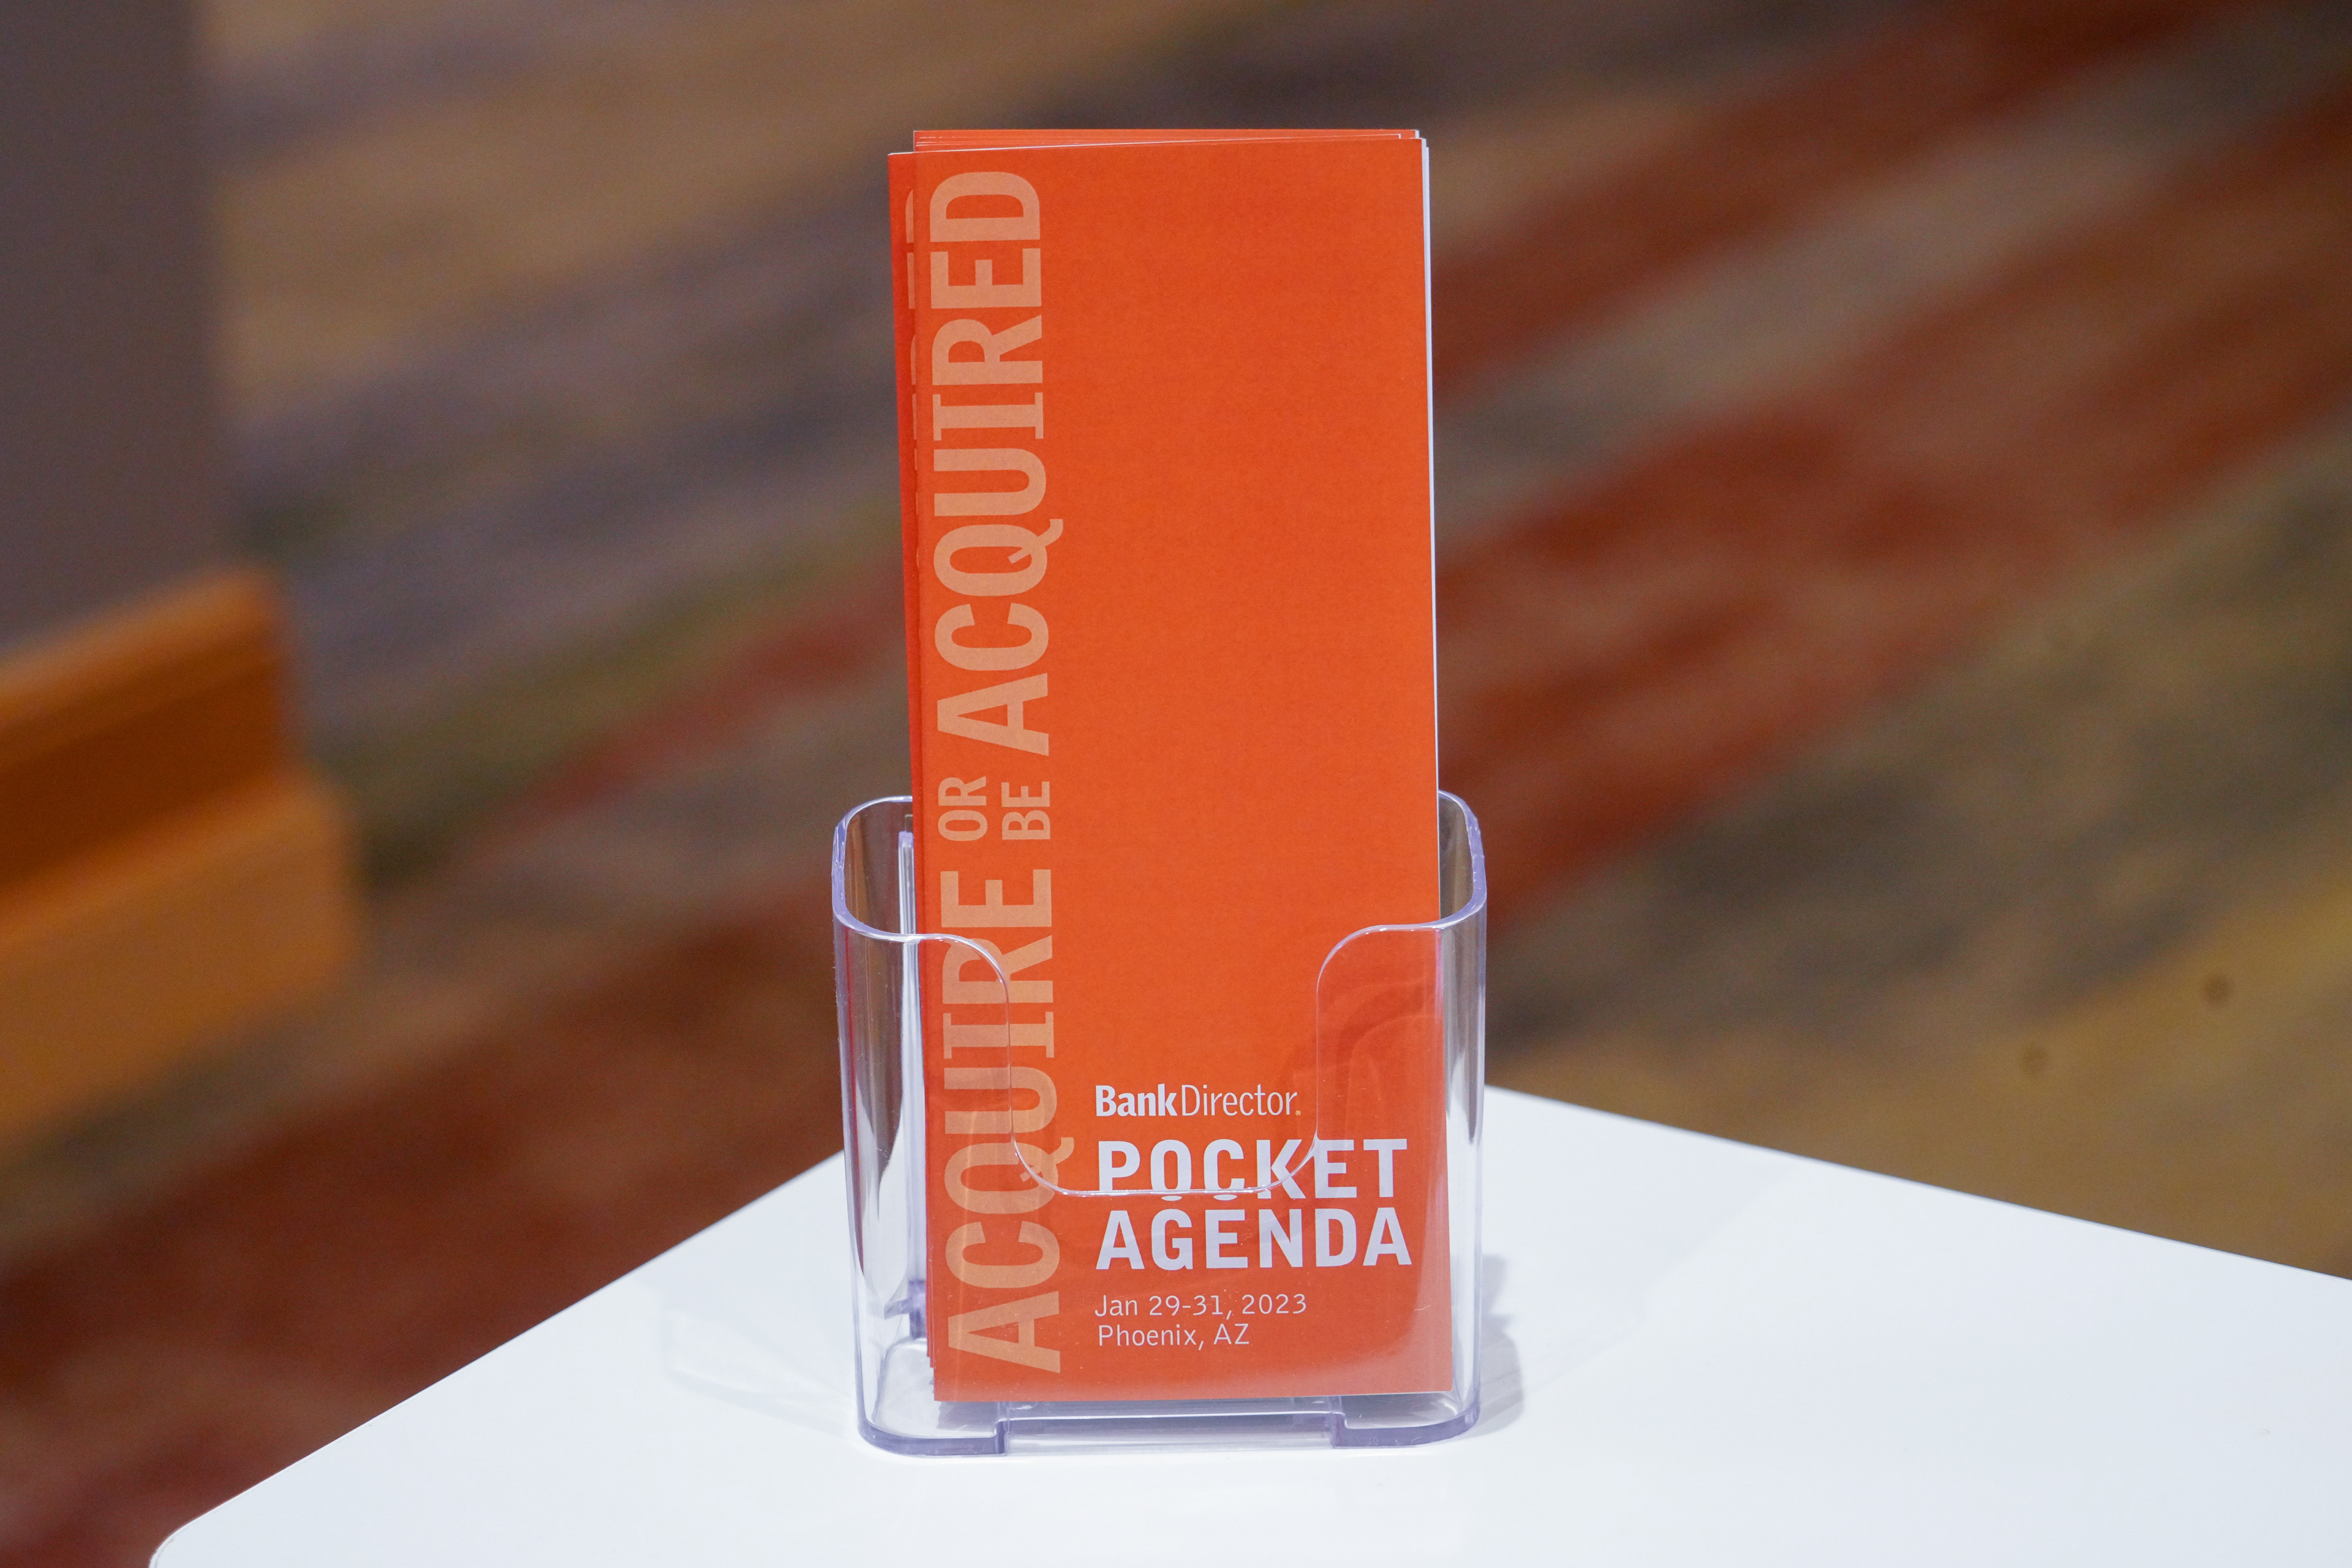 ACQUIRE OR BE ACQUIRED
BankDirector.
POCKET
AGENDA
Jan 29-31, 2023
Phoenix, AZ